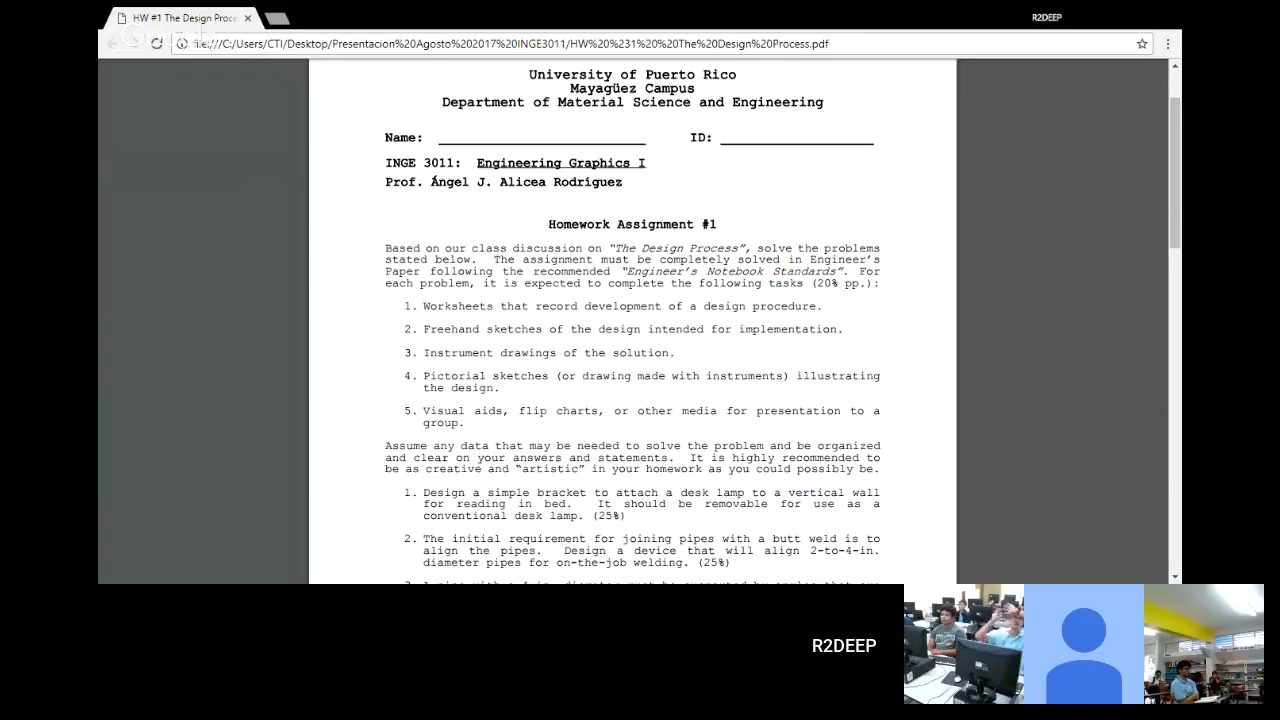 HW #1 The Design Proce
R2DEEP
file:///C:/Users/CTI/Desktop/Presentacion%20Agosto%202017%20INGE3011/HW%20%231%20%20The%20Design%20Process.pdf
University of Puerto Rico
Mayagüez Campus
Department of Material Science and Engineering
Name: ID:
INGE 3011: Engineering Graphics I
Prof. Ángel J. Alicea Rodríguez
Homework Assignment #1
Based on our class discussion on "The Design Process", solve the problems
stated below. The assignment must be completely solved in Engineer's
Paper following the recommended "Engineer's Notebook Standards". For
each problem, it is expected to complete the following tasks (20% pp.):
1. Worksheets that record development of a design procedure.
2. Freehand sketches of the design intended for implementation.
3. Instrument drawings of the solution.
4. Pictorial sketches (or drawing made with instruments) illustrating
the design.
5. Visual aids, flip charts, or other media for presentation to a
group.
Assume any data that may be needed to solve the problem and be organized
and clear on your answers and statements. It is highly recommended to
be as creative and "artistic" in your homework as you could possibly be.
1. Design a simple bracket to attach a desk lamp to a vertical wall
for reading in bed. It should be removable for use as a
conventional desk lamp. (25%)
2. The initial requirement for joining pipes with a butt weld is to
align the pipes. Design a device that will align 2-to-4-in.
diameter pipes for on-the-job welding. (25%)
R2DEEP